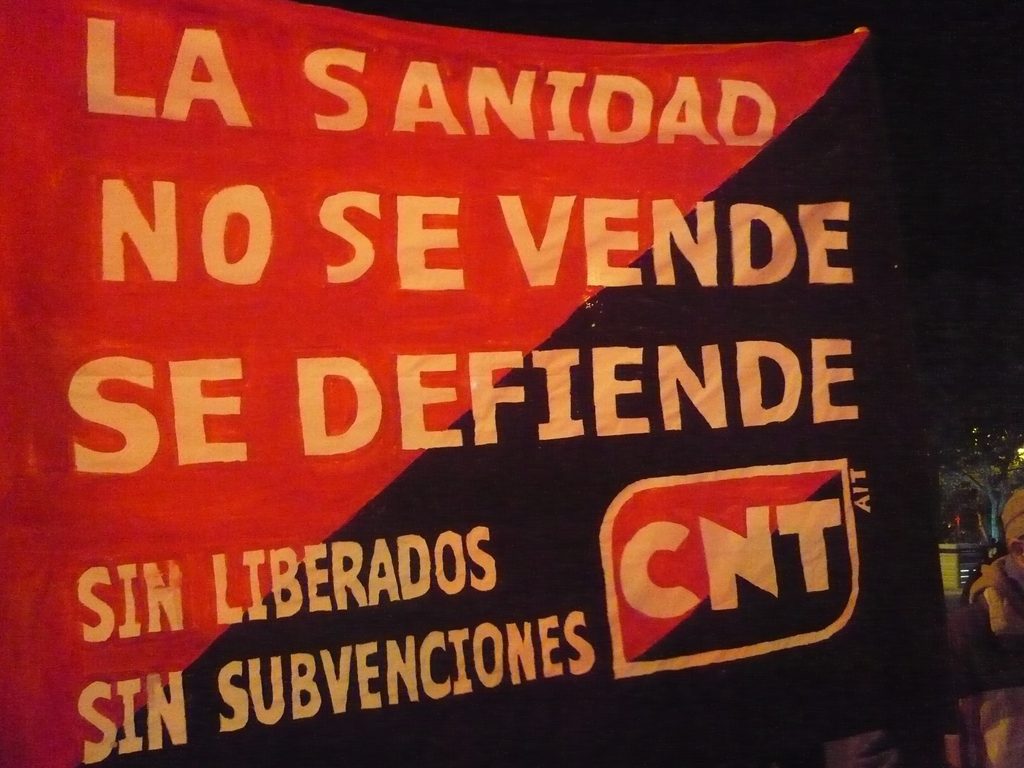 LA SANIDAD
NO SE VENDE
SE DEFIENDE
SIN LIBERADOS
SIN SUBVENCIONES
CNT
AIT